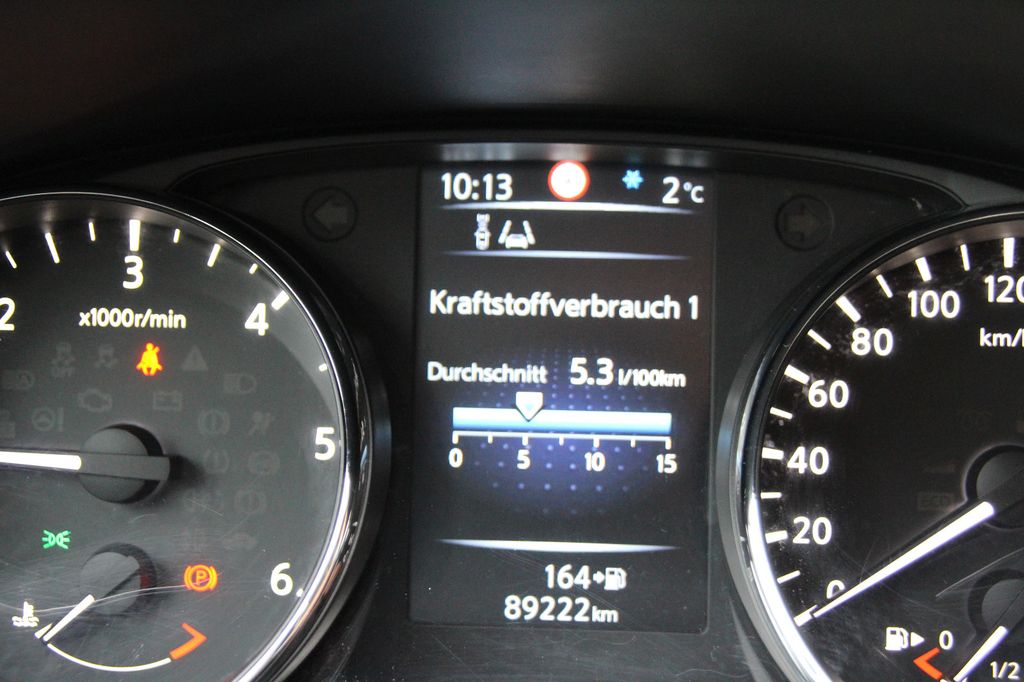 10:13 2°C
Kraftstoffverbrauch 1
Durchschnitt 5.3 l/100km
0 5 10 15
164
89222km
2 3 4 5 6
x1000r/min
P
0 20 40 60 80 100 120
km/
0
1/2